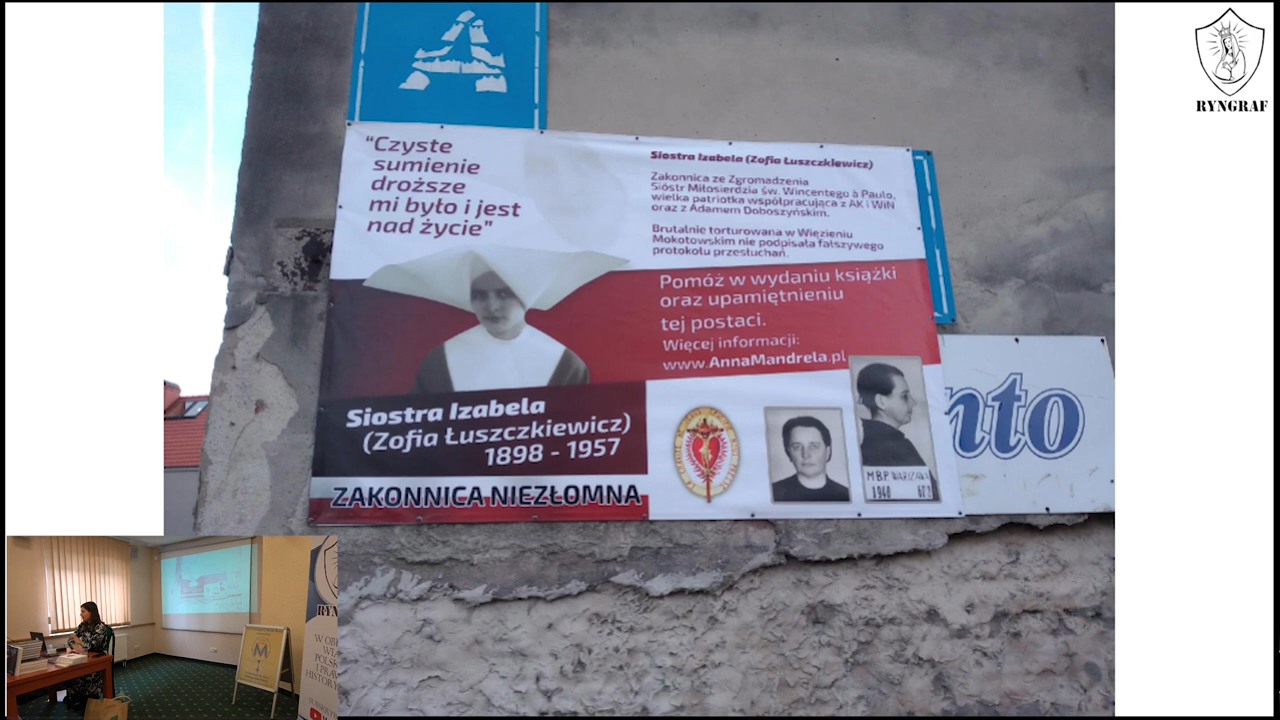 RYNGRAF
A
"Czyste
sumienie
droższe
mi było i jest
nad życie"
Siostra Izabela (Zofia Łuszczkiewicz)
Zakonnica ze Zgromadzenia
Sióstr Miłosierdzia św. Wincentego à Paulo,
wielka patriotka współpracująca z AK i WiN
oraz z Adamem Doboszyńskim.
Brutalnie torturowana w Więzieniu
Mokotowskim nie podpisała fałszywego
protokołu przesłuchań.
Pomóż w wydaniu książki
oraz upamiętnieniu
tej postaci.
Więcej informacji:
www.AnnaMandrela.pl
Siostra Izabela
(Zofia Łuszczkiewicz)
1898 - 1957
ZAKONNICA NIEZŁOMNA
M.B.P. WARSZAWA
1948
nto
M